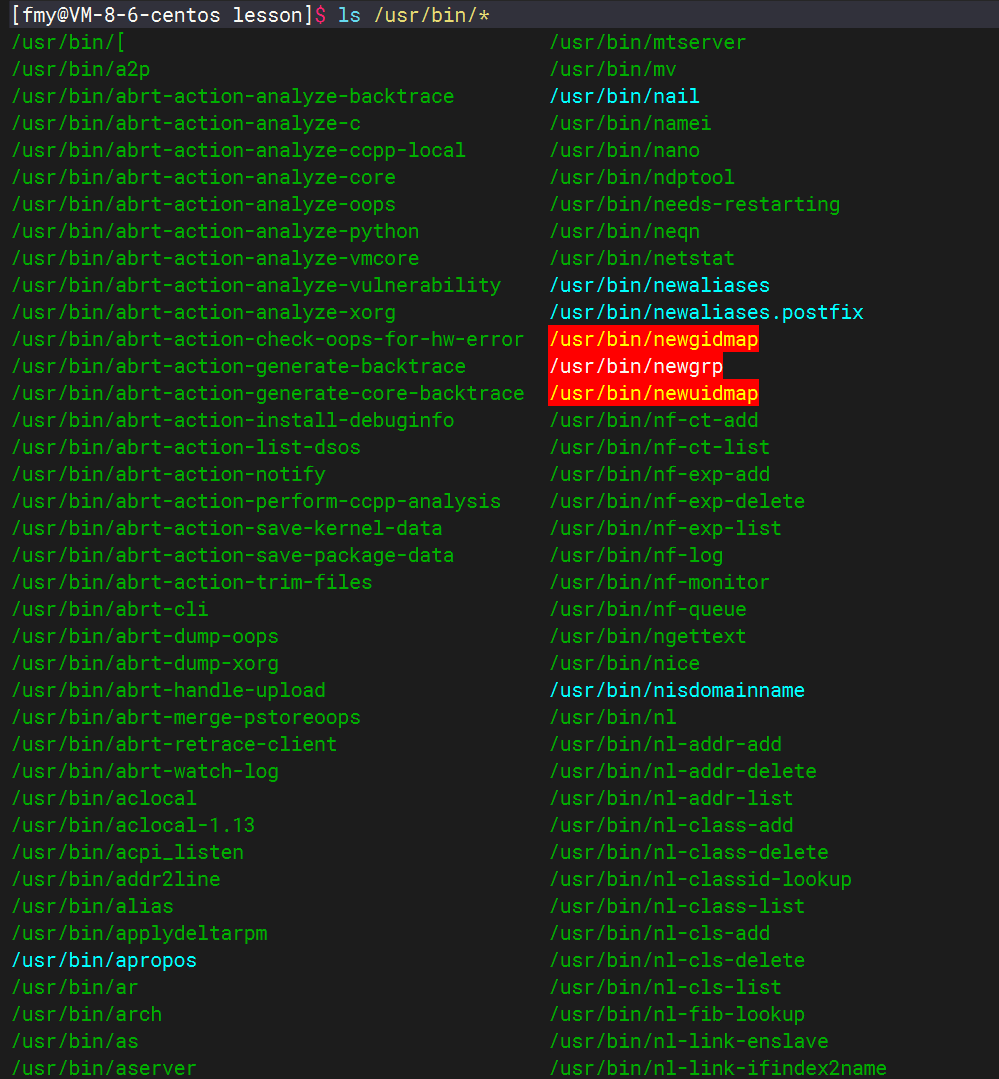 [fmy@VM-8-6-centos lesson]$ ls /usr/bin/*
/usr/bin/[ /usr/bin/mtserver
/usr/bin/a2p /usr/bin/mv
/usr/bin/abrt-action-analyze-backtrace /usr/bin/nail
/usr/bin/abrt-action-analyze-c /usr/bin/namei
/usr/bin/abrt-action-analyze-ccpp-local /usr/bin/nano
/usr/bin/abrt-action-analyze-core /usr/bin/ndptool
/usr/bin/abrt-action-analyze-oops /usr/bin/needs-restarting
/usr/bin/abrt-action-analyze-python /usr/bin/neqn
/usr/bin/abrt-action-analyze-vmcore /usr/bin/netstat
/usr/bin/abrt-action-analyze-vulnerability /usr/bin/newaliases
/usr/bin/abrt-action-analyze-xorg /usr/bin/newaliases.postfix
/usr/bin/abrt-action-check-oops-for-hw-error /usr/bin/newgidmap
/usr/bin/abrt-action-generate-backtrace /usr/bin/newgrp
/usr/bin/abrt-action-generate-core-backtrace /usr/bin/newuidmap
/usr/bin/abrt-action-install-debuginfo /usr/bin/nf-ct-add
/usr/bin/abrt-action-list-dsos /usr/bin/nf-ct-list
/usr/bin/abrt-action-notify /usr/bin/nf-exp-add
/usr/bin/abrt-action-perform-ccpp-analysis /usr/bin/nf-exp-delete
/usr/bin/abrt-action-save-kernel-data /usr/bin/nf-exp-list
/usr/bin/abrt-action-save-package-data /usr/bin/nf-log
/usr/bin/abrt-action-trim-files /usr/bin/nf-monitor
/usr/bin/abrt-cli /usr/bin/nf-queue
/usr/bin/abrt-dump-oops /usr/bin/ngettext
/usr/bin/abrt-dump-xorg /usr/bin/nice
/usr/bin/abrt-handle-upload /usr/bin/nisdomainname
/usr/bin/abrt-merge-pstoreoops /usr/bin/nl
/usr/bin/abrt-retrace-client /usr/bin/nl-addr-add
/usr/bin/abrt-watch-log /usr/bin/nl-addr-delete
/usr/bin/aclocal /usr/bin/nl-addr-list
/usr/bin/aclocal-1.13 /usr/bin/nl-class-add
/usr/bin/acpi_listen /usr/bin/nl-class-delete
/usr/bin/addr2line /usr/bin/nl-classid-lookup
/usr/bin/alias /usr/bin/nl-class-list
/usr/bin/applydeltarpm /usr/bin/nl-cls-add
/usr/bin/apropos /usr/bin/nl-cls-delete
/usr/bin/ar /usr/bin/nl-cls-list
/usr/bin/arch /usr/bin/nl-fib-lookup
/usr/bin/as /usr/bin/nl-link-enslave
/usr/bin/aserver /usr/bin/nl-link-ifindex2name